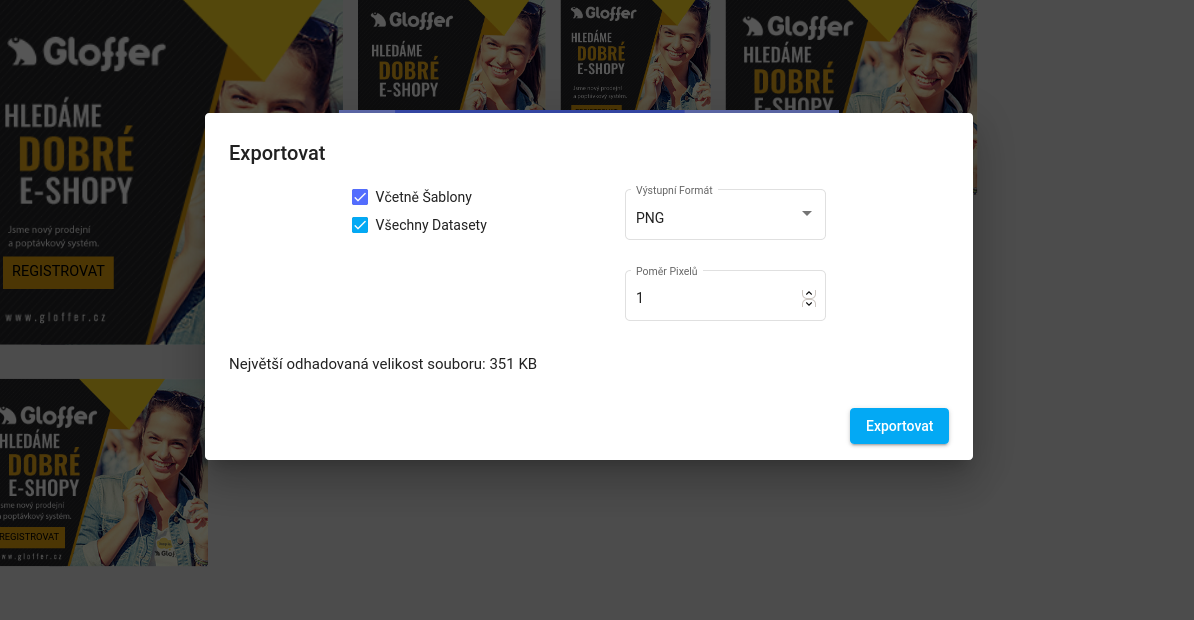 Gloffer
HLEDÁME
DOBRÉ
E-SHOPY
Jsme nový prodejní
a poptávkový systém.
REGISTROVAT
www.gloffer.cz
Gloffer
HLEDÁME
DOBRÉ
E-SHOPY
Gloffer
HLEDÁME
DOBRÉ
E-SHOPY
Jsme nový prodejní
a poptávkový systém.
Gloffer
HLEDÁME
DOBRÉ
E-SHOPY
Exportovat
Včetně Šablony
Všechny Datasety
Výstupní Formát
PNG
Poměr Pixelů
1
Největší odhadovaná velikost souboru: 351 KB
Exportovat
Gloffer
HLEDÁME
DOBRÉ
E-SHOPY
Jsme nový prodejní
a poptávkový systém.
REGISTROVAT
www.gloffer.cz